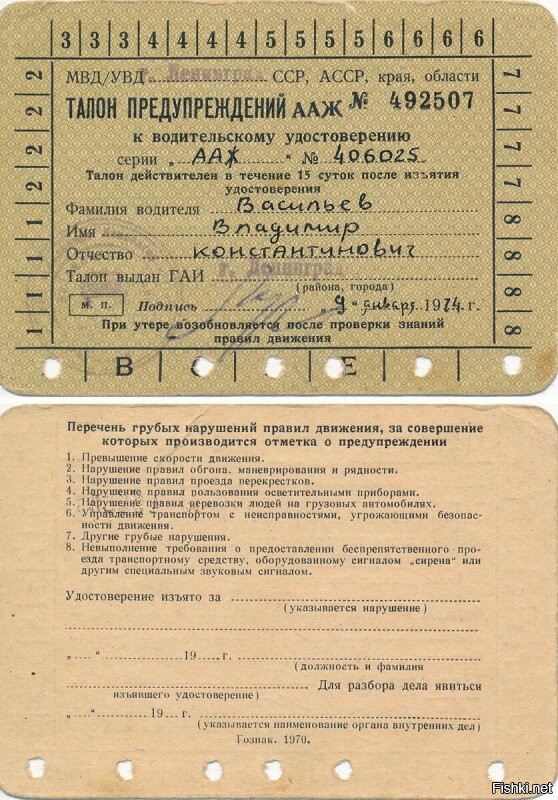 3 3 3 4 4 4 4 5 5 5 6 6 6 6
2 2 2 1 1 1 1
7 7 7 7 8 8 8 8
МВД/УВД г. Ленинград ССР, АССР, края, области
ТАЛОН ПРЕДУПРЕЖДЕНИЙ ААЖ № 492507
к водительскому удостоверению
серии „ААЖ“ № 406025
Талон действителен в течение 15 суток после изъятия
удостоверения
Фамилия водителя Васильев
Имя Владимир
Отчество Константинович
Талон выдан ГАИ г. Ленинград
(района, города)
м. п. Подпись „9“ января 1974 г.
При утере возобновляется после проверки знаний
правил движения
В С Е
Перечень грубых нарушений правил движения, за совершение
которых производится отметка о предупреждении
1. Превышение скорости движения.
2. Нарушение правил обгона, маневрирования и рядности.
3. Нарушение правил проезда перекрестков.
4. Нарушение правил пользования осветительными приборами.
5. Нарушение правил перевозки людей на грузовых автомобилях.
6. Управление транспортом с неисправностями, угрожающими безопас-
ности движения.
7. Другие грубые нарушения.
8. Невыполнение требования о предоставлении беспрепятственного про-
езда транспортному средству, оборудованному сигналом „сирена“ или
другим специальным звуковым сигналом.
Удостоверение изъято за
(указывается нарушение)
„ “ 19 г.
(должность и фамилия
Для разбора дела явиться
изъявшего удостоверение)
„ “ 19 г.
(указывается наименование органа внутренних дел)
Гознак. 1970.
Fishki.net